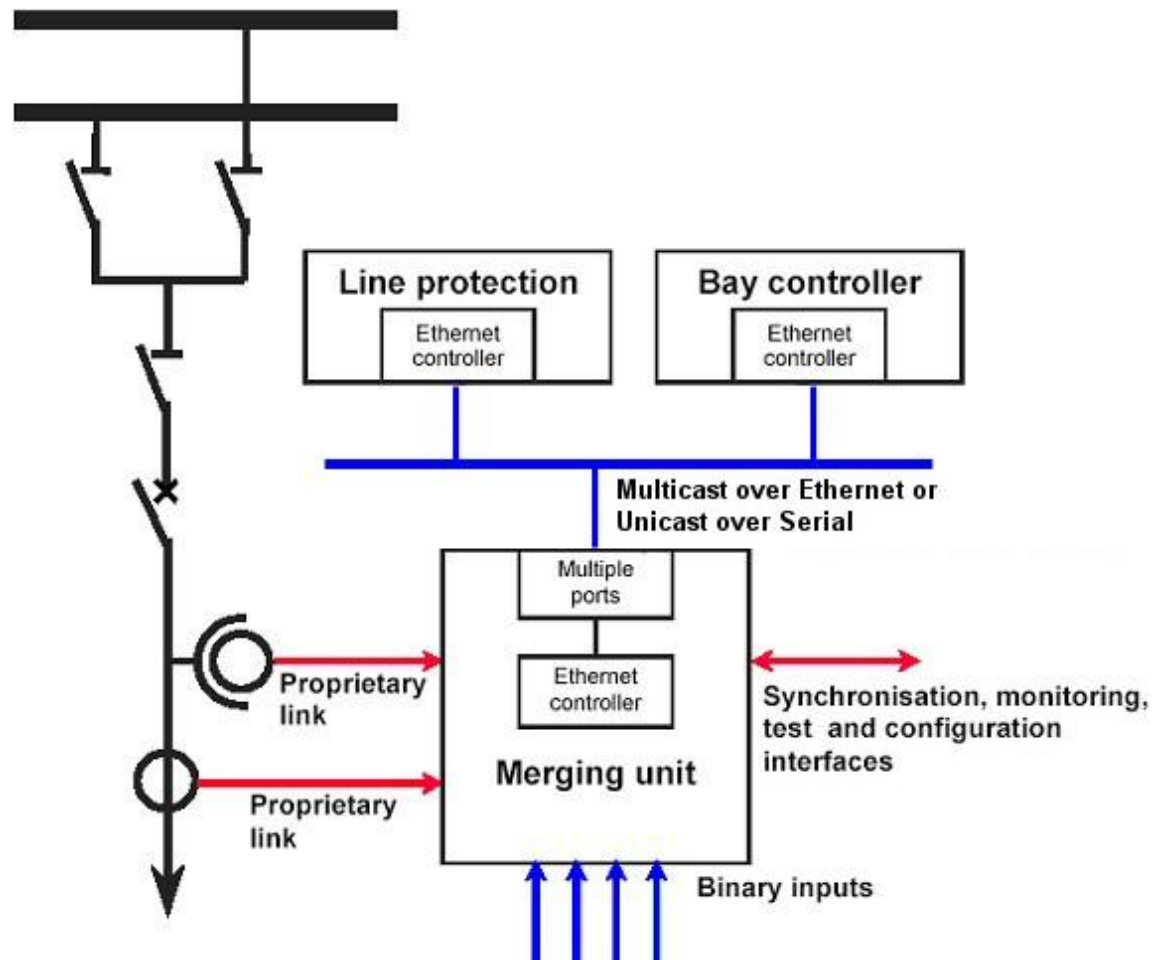 Line protection
Ethernet
controller
Bay controller
Ethernet
controller
Multicast over Ethernet or
Unicast over Serial
Multiple
ports
Ethernet
controller
Merging unit
Proprietary
link
Proprietary
link
Synchronisation, monitoring,
test and configuration
interfaces
Binary inputs